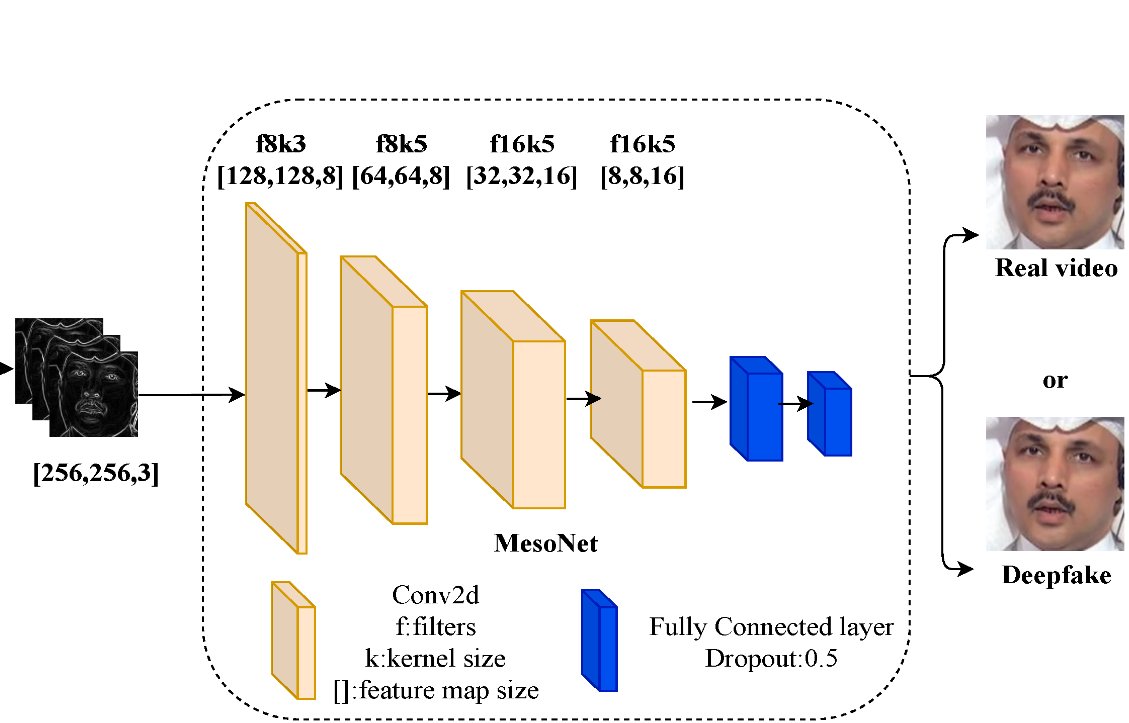 f8k3
[128,128,8]
f8k5
[64,64,8]
f16k5
[32,32,16]
f16k5
[8,8,16]
[256,256,3]
MesoNet
Conv2d
f:filters
k:kernel size
[]:feature map size
Fully Connected layer
Dropout:0.5
Real video
or
Deepfake